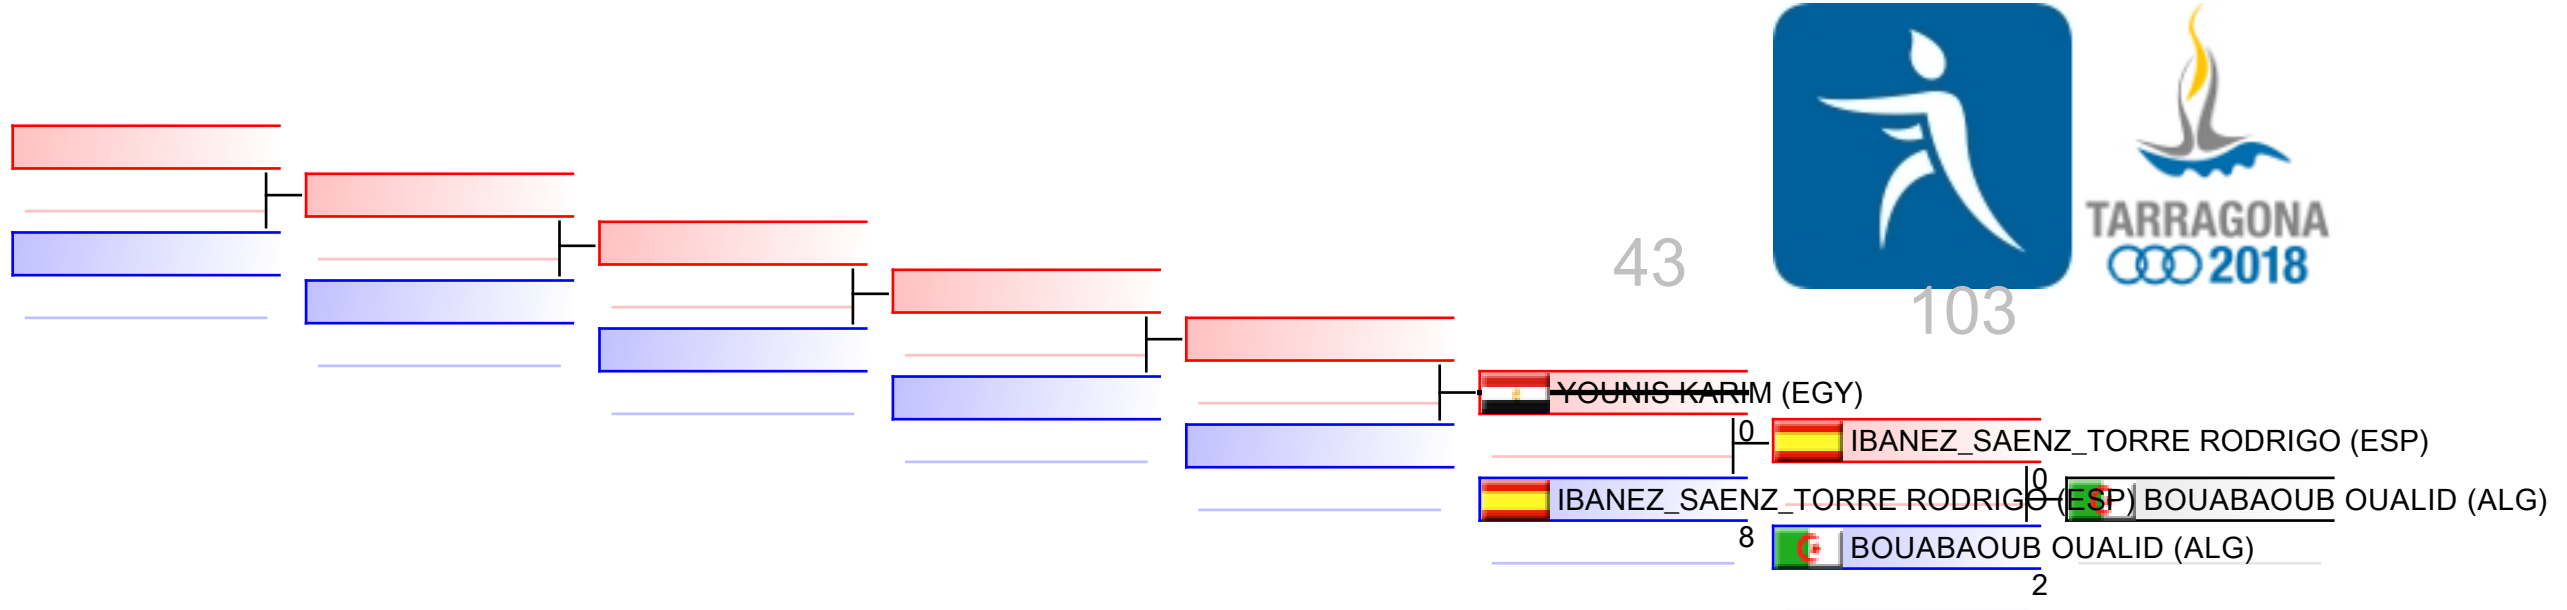 TARRAGONA
2018
43
103
YOUNIS KARIM (EGY)
0
IBANEZ_SAENZ_TORRE RODRIGO (ESP)
0
IBANEZ_SAENZ_TORRE RODRIGO (ESP)
BOUABAOUB OUALID (ALG)
8
BOUABAOUB OUALID (ALG)
2